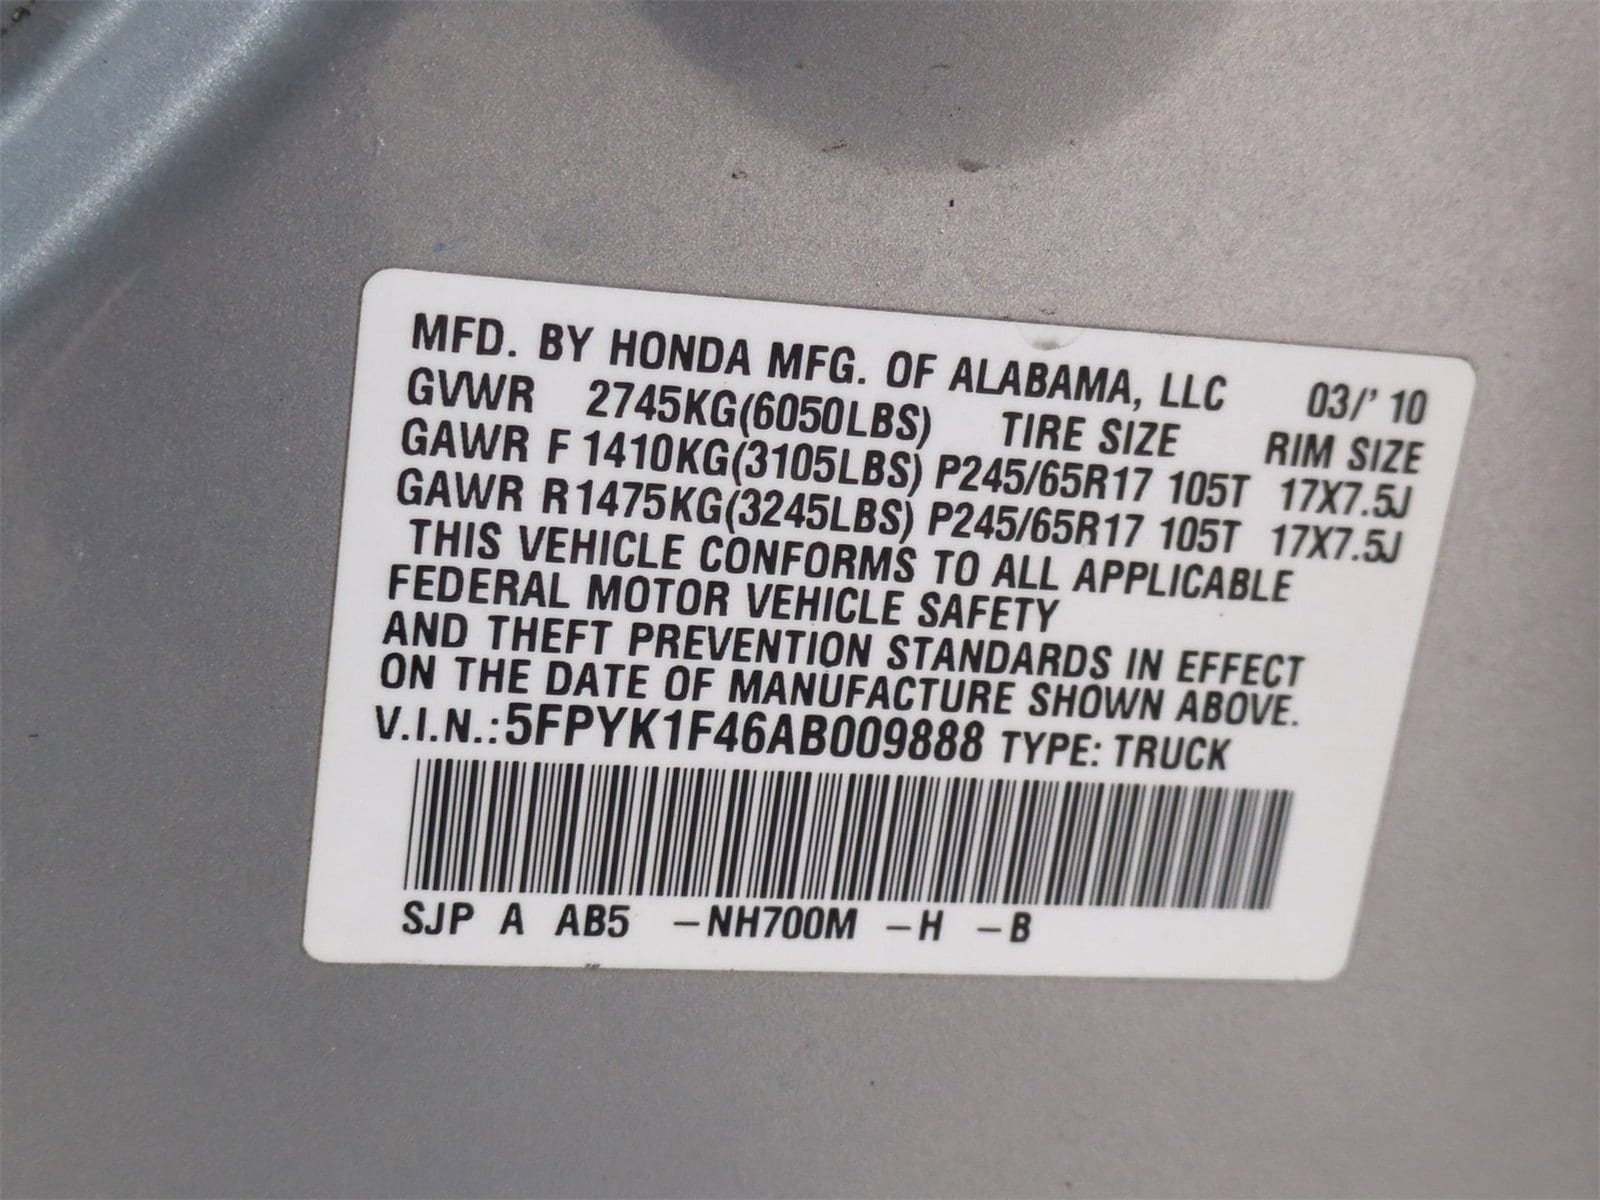 MFD. BY HONDA MFG. OF ALABAMA, LLC 03/' 10
GVWR 2745KG(6050LBS) TIRE SIZE RIM SIZE
GAWR F 1410KG(3105LBS) P245/65R17 105T 17X7.5J
GAWR R 1475KG(3245LBS) P245/65R17 105T 17X7.5J
THIS VEHICLE CONFORMS TO ALL APPLICABLE
FEDERAL MOTOR VEHICLE SAFETY
AND THEFT PREVENTION STANDARDS IN EFFECT
ON THE DATE OF MANUFACTURE SHOWN ABOVE.
V.I.N.: 5FPYK1F46AB009888 TYPE: TRUCK
SJP A AB5 –NH700M –H –B